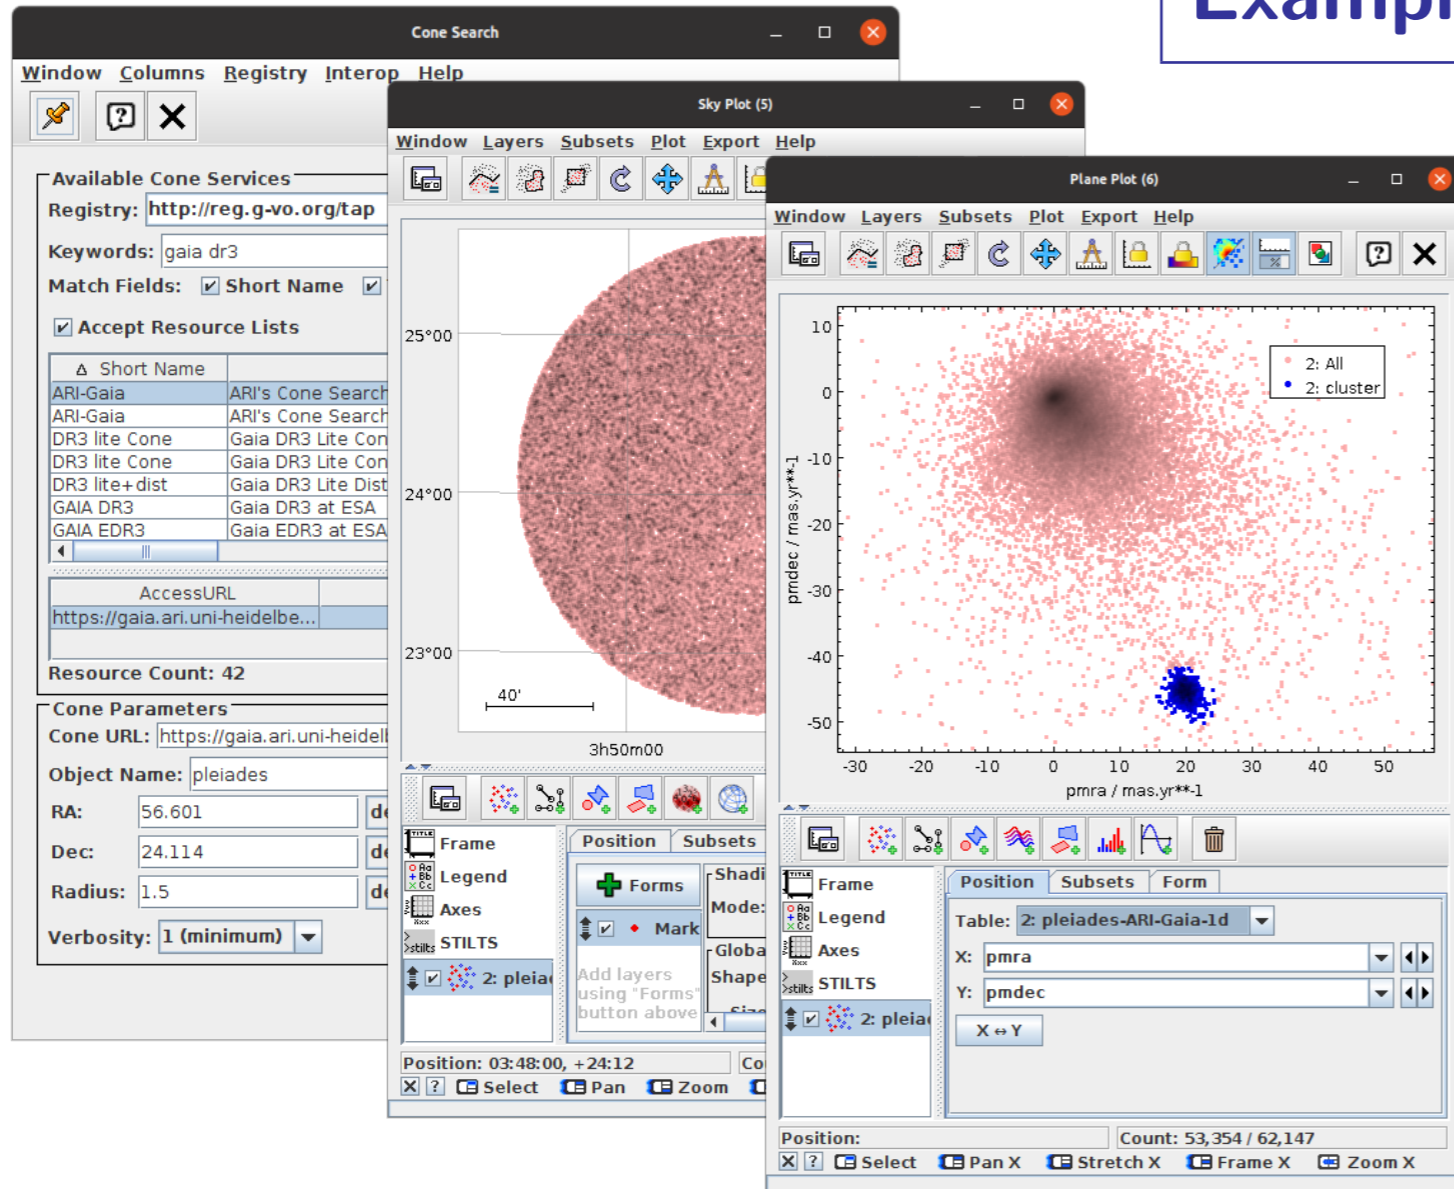 Cone Search
Window Columns Registry Interop Help
Available Cone Services
Registry: http://reg.g-vo.org/tap
Keywords: gaia dr3
Match Fields: Short Name
Accept Resource Lists
Short Name
ARI-Gaia ARI's Cone Search
ARI-Gaia ARI's Cone Search
DR3 lite Cone Gaia DR3 Lite Con
DR3 lite Cone Gaia DR3 Lite Con
DR3 lite+dist Gaia DR3 Lite Dist
GAIA DR3 Gaia DR3 at ESA
GAIA EDR3 Gaia EDR3 at ESA
AccessURL
https://gaia.ari.uni-heidelbe...
Resource Count: 42
Cone Parameters
Cone URL: https://gaia.ari.uni-heidel
Object Name: pleiades
RA: 56.601 de
Dec: 24.114 de
Radius: 1.5 de
Verbosity: 1 (minimum)
Sky Plot (5)
Window Layers Subsets Plot Export Help
25°00
24°00
23°00
40'
3h50m00
Frame
Legend
Axes
STILTS
2: pleia
Position Subsets
Forms
Mark
Add layers
using "Forms"
button above
Shadi
Mode:
Globa
Shape
Position: 03:48:00, +24:12 Co
Select Pan Zoom
Exampl
Plane Plot (6)
Window Layers Subsets Plot Export Help
10
0
-10
-20
-30
-40
-50
pmdec / mas.yr**-1
2: All
2: cluster
-30 -20 -10 0 10 20 30 40 50
pmra / mas.yr**-1
Frame
Legend
Axes
STILTS
2: pleia
Position Subsets Form
Table: 2: pleiades-ARI-Gaia-1d
X: pmra
Y: pmdec
X ⇔ Y
Position: Count: 53,354 / 62,147
Select Pan X Stretch X Frame X Zoom X